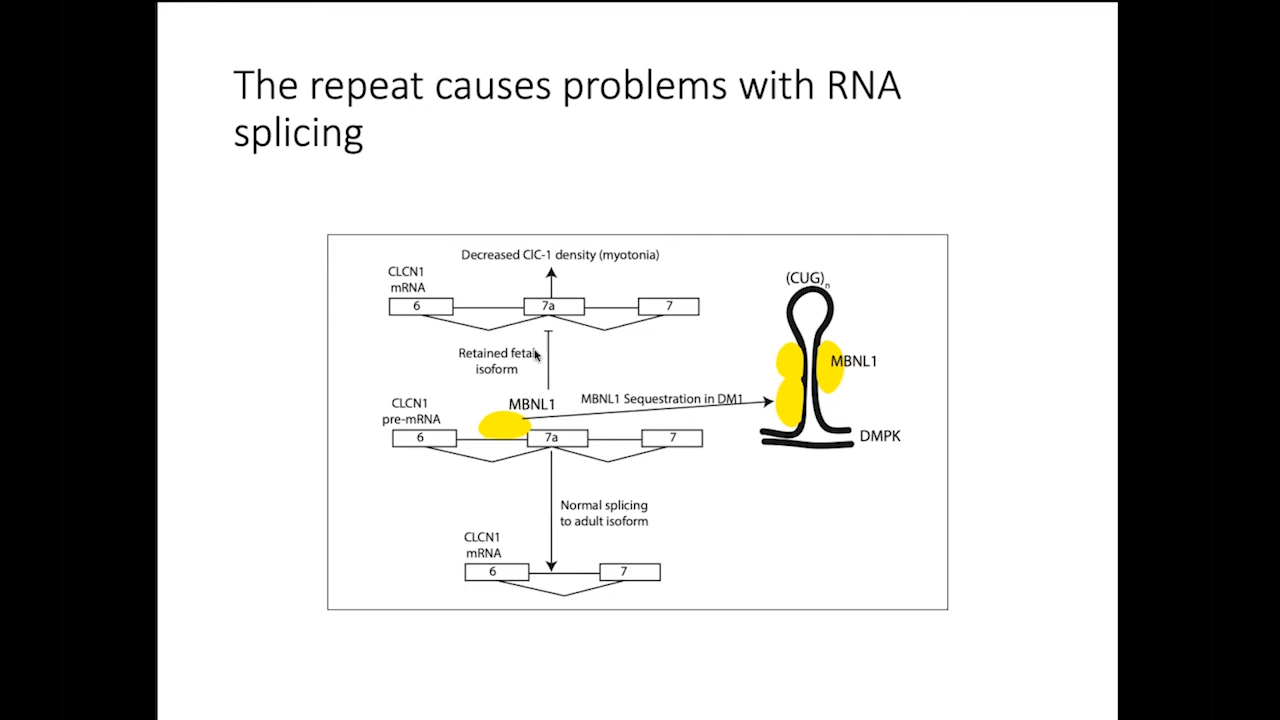 The repeat causes problems with RNA
splicing
Decreased ClC-1 density (myotonia)
CLCN1
mRNA
6
7a
7
Retained fetal
isoform
(CUG)n
MBNL1
CLCN1
pre-mRNA
MBNL1
MBNL1 Sequestration in DM1
6
7a
7
DMPK
Normal splicing
to adult isoform
CLCN1
mRNA
6
7